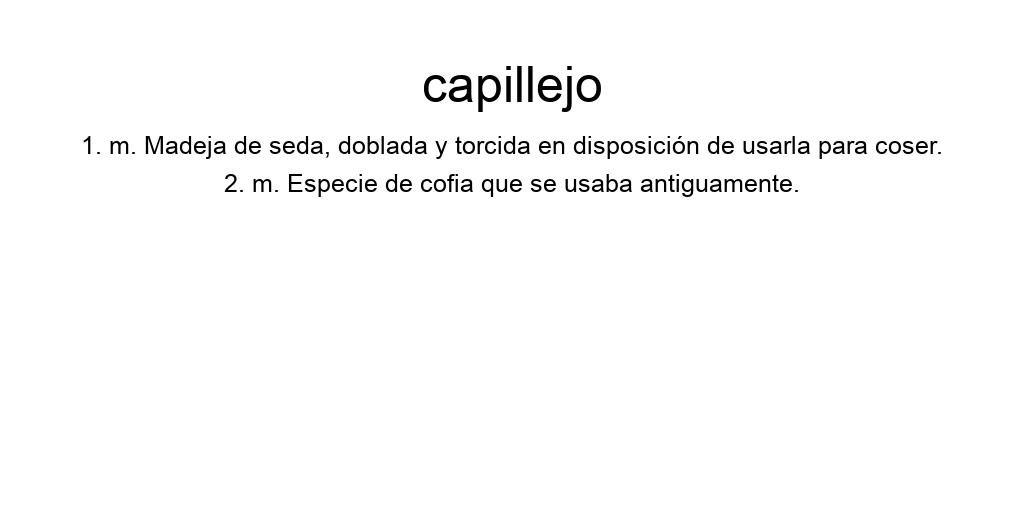 capillejo
1. m. Madeja de seda, doblada y torcida en disposición de usarla para coser.
2. m. Especie de cofia que se usaba antiguamente.